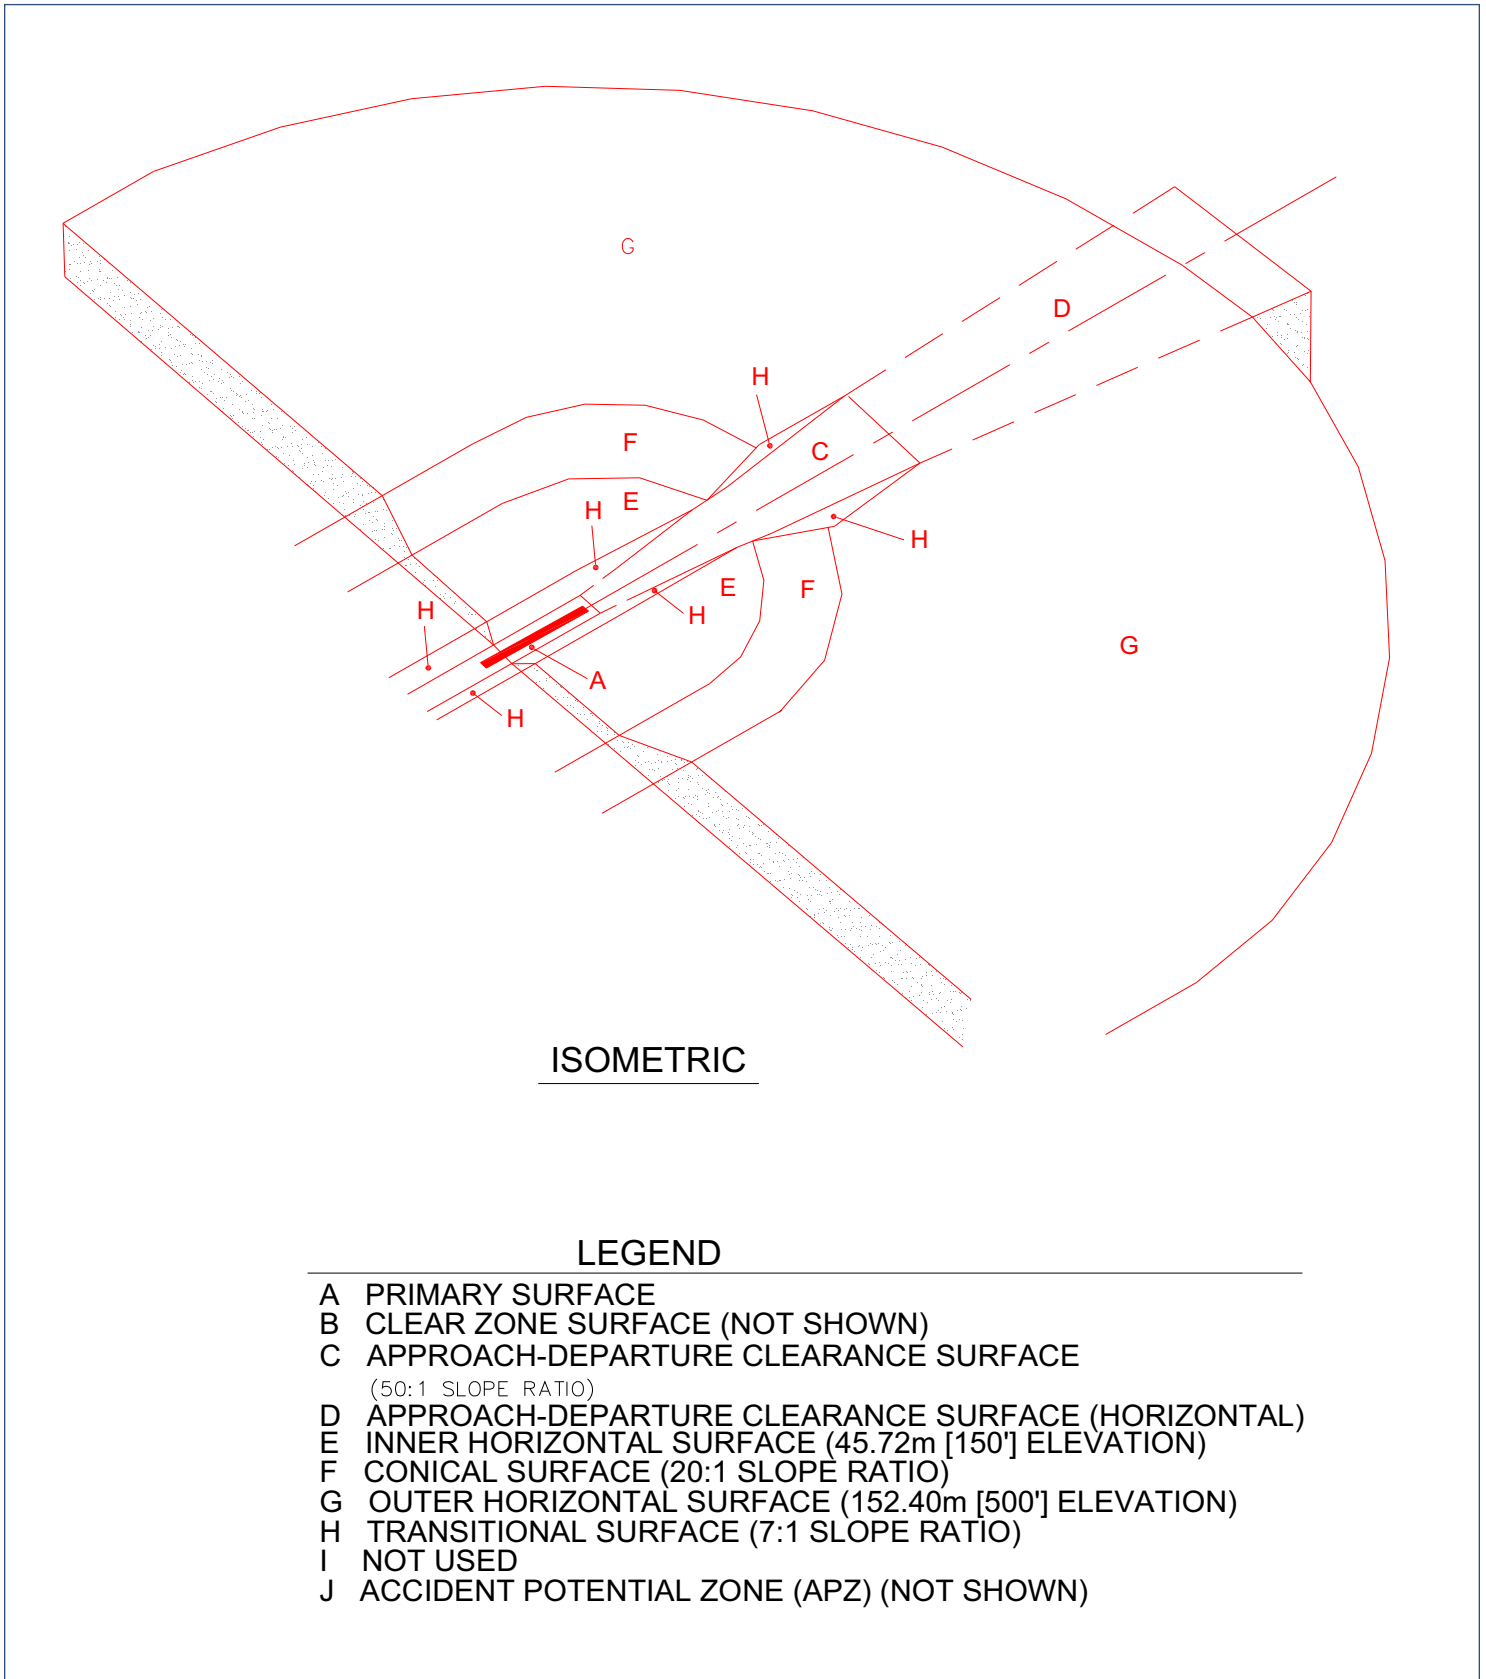 G
D
H
F
C
E
H
H
E
F
H
H
G
A
H
ISOMETRIC
LEGEND
A PRIMARY SURFACE
B CLEAR ZONE SURFACE (NOT SHOWN)
C APPROACH-DEPARTURE CLEARANCE SURFACE
(50:1 SLOPE RATIO)
D APPROACH-DEPARTURE CLEARANCE SURFACE (HORIZONTAL)
E INNER HORIZONTAL SURFACE (45.72m [150'] ELEVATION)
F CONICAL SURFACE (20:1 SLOPE RATIO)
G OUTER HORIZONTAL SURFACE (152.40m [500'] ELEVATION)
H TRANSITIONAL SURFACE (7:1 SLOPE RATIO)
I NOT USED
J ACCIDENT POTENTIAL ZONE (APZ) (NOT SHOWN)